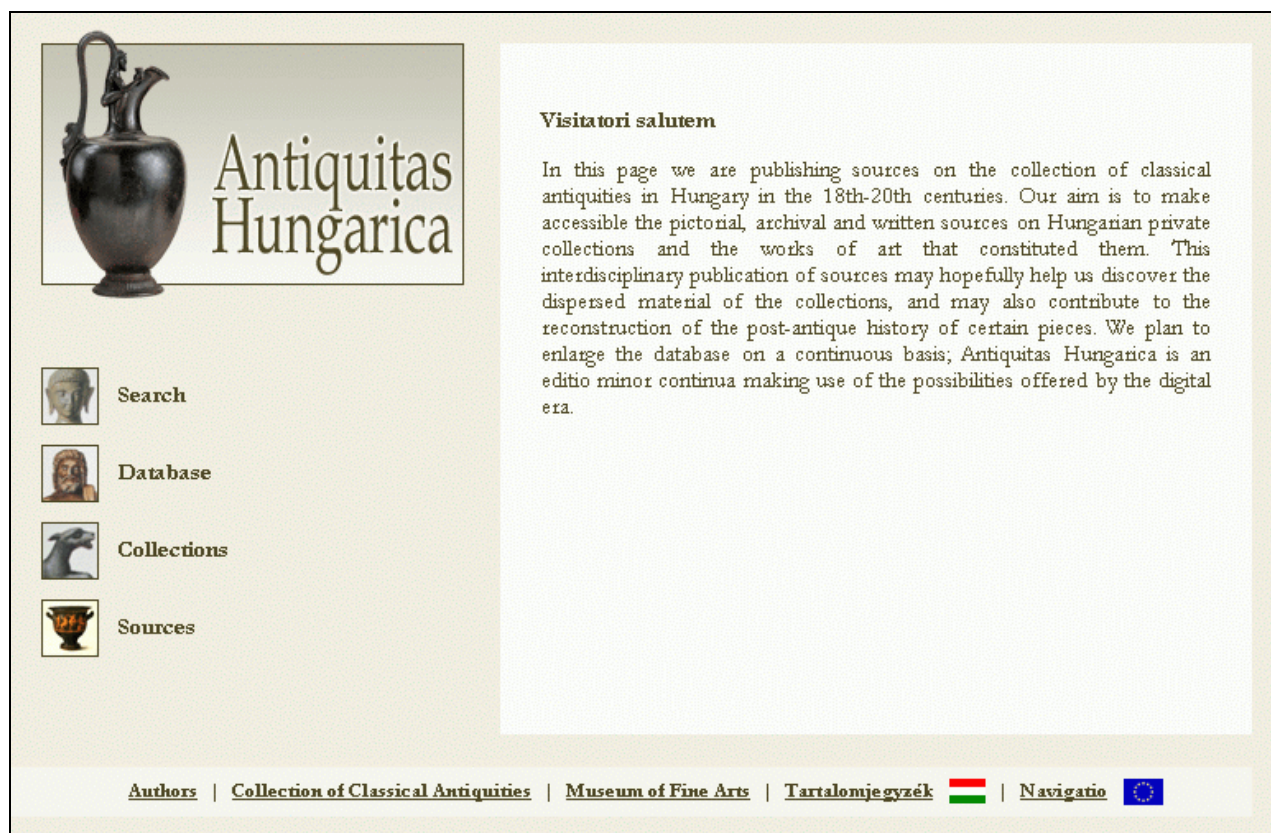 Antiquitas
Hungarica
Search
Database
Collections
Sources
Visitatori salutem
In this page we are publishing sources on the collection of classical
antiquities in Hungary in the 18th-20th centuries. Our aim is to make
accessible the pictorial, archival and written sources on Hungarian private
collections and the works of art that constituted them. This
interdisciplinary publication of sources may hopefully help us discover the
dispersed material of the collections, and may also contribute to the
reconstruction of the post-antique history of certain pieces. We plan to
enlarge the database on a continuous basis; Antiquitas Hungarica is an
editio minor continua making use of the possibilities offered by the digital
era.
Authors | Collection of Classical Antiquities | Museum of Fine Arts | Tartalomjegyzék | Navigatio